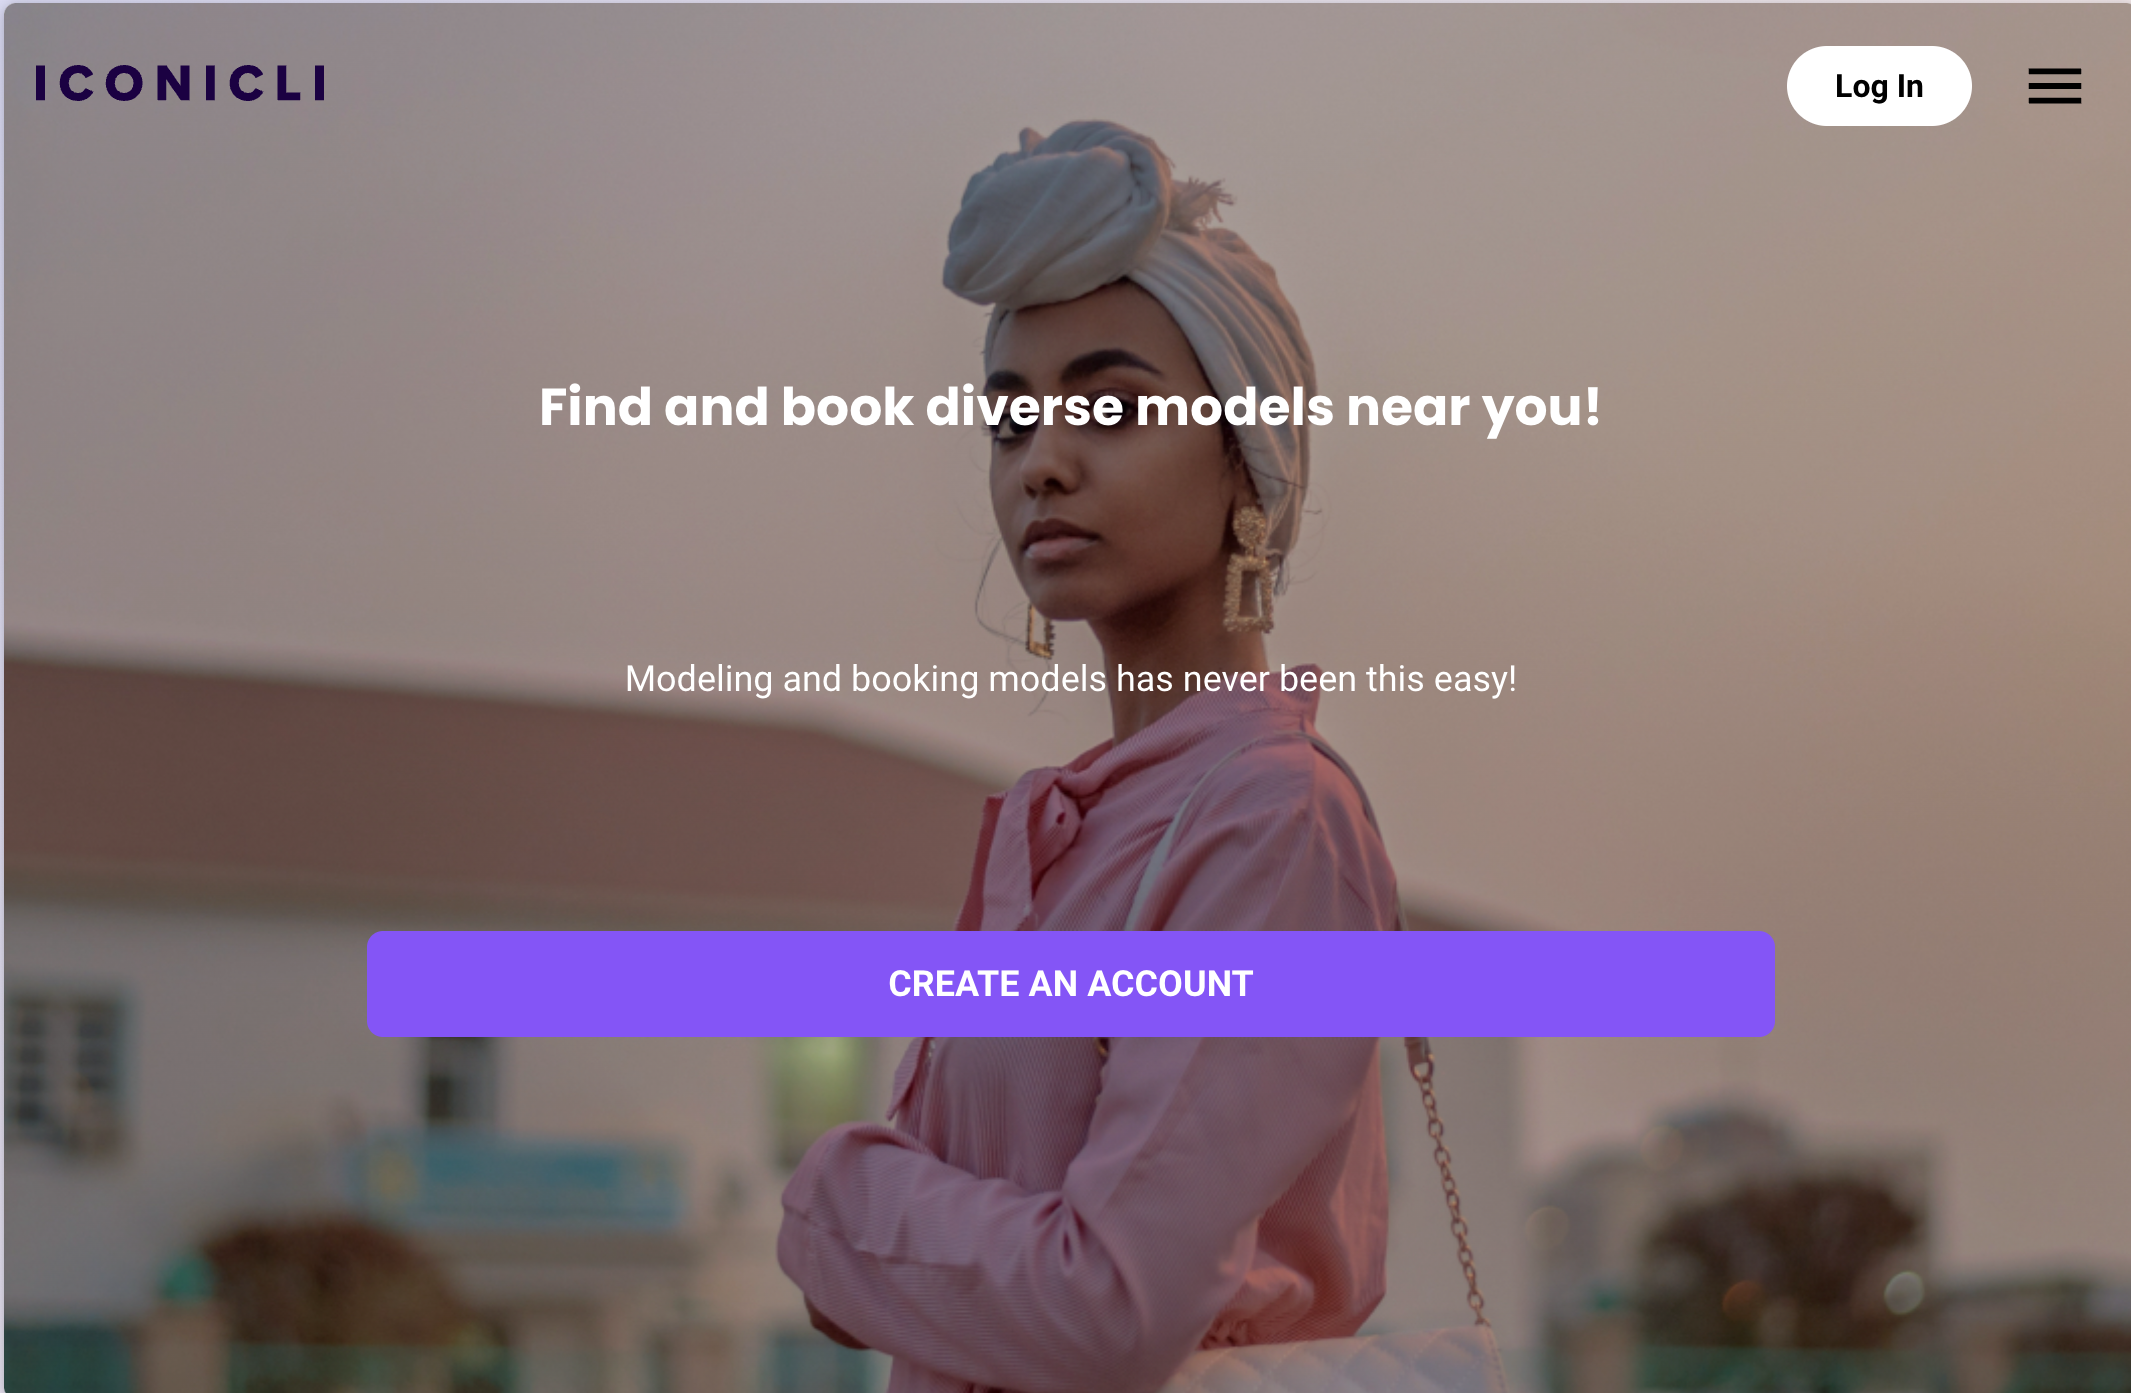 ICONICLI
Log In
Find and book diverse models near you!
Modeling and booking models has never been this easy!
CREATE AN ACCOUNT